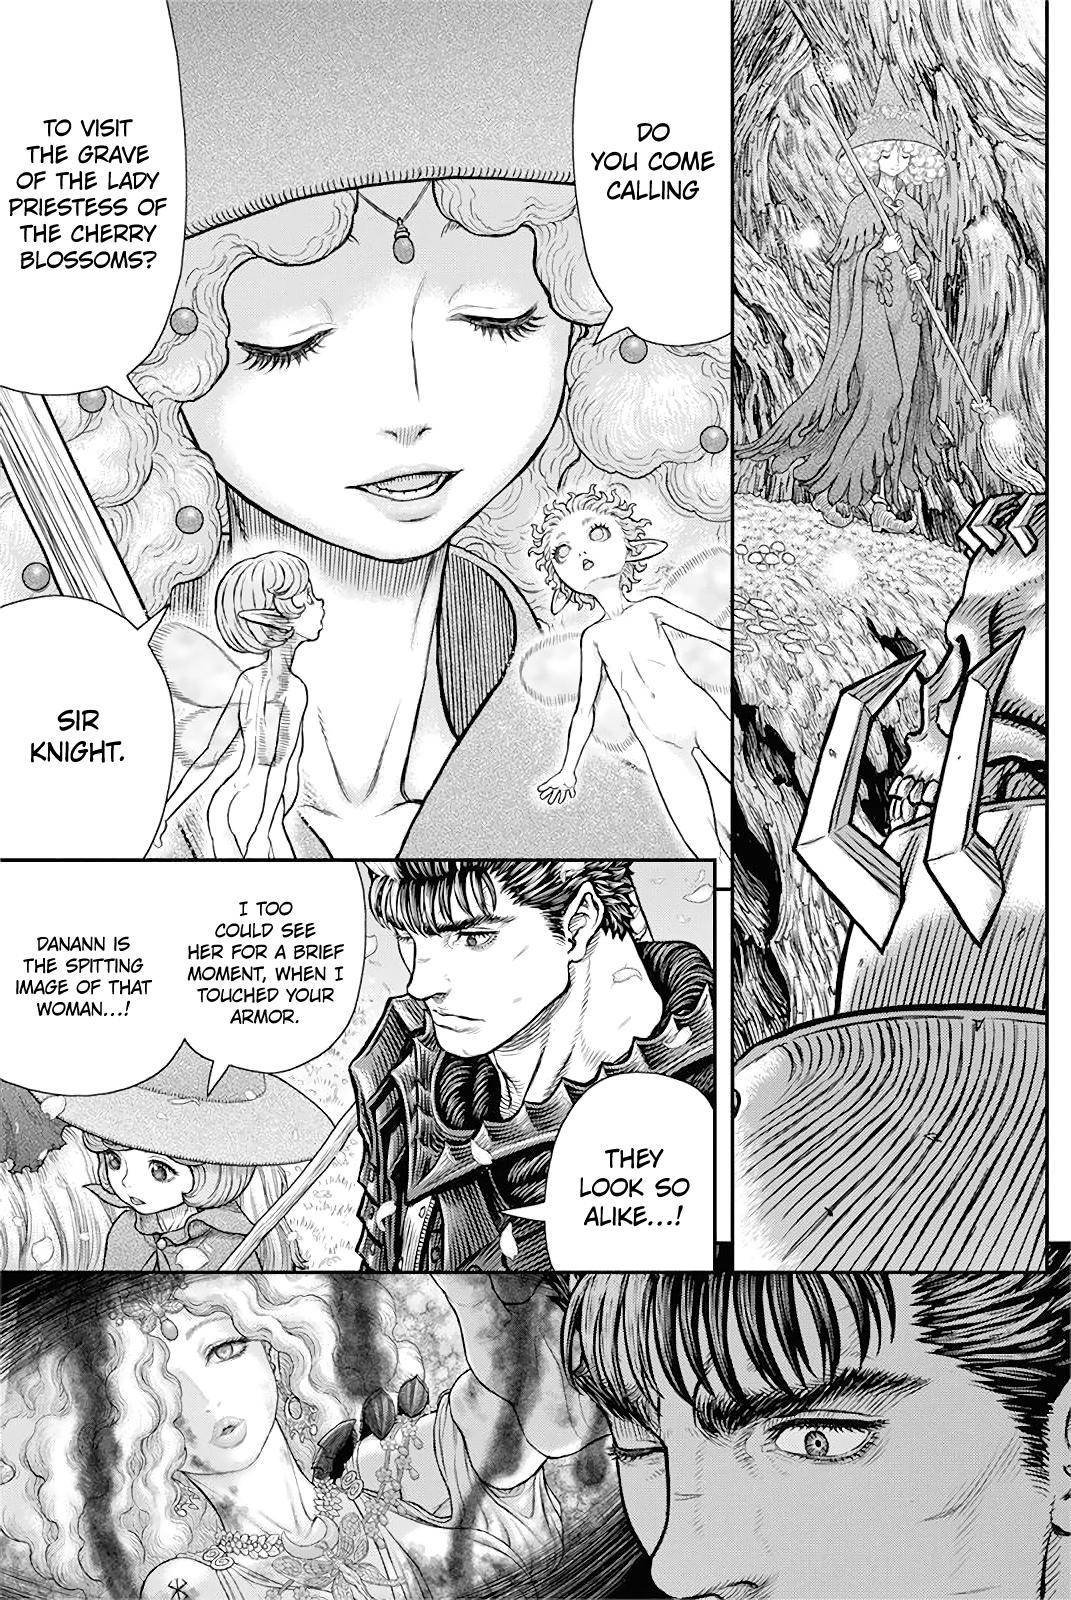 DO
YOU COME
CALLING
TO VISIT
THE GRAVE
OF THE LADY
PRIESTESS OF
THE CHERRY
BLOSSOMS?
SIR
KNIGHT.
THEY
LOOK SO
ALIKE...!
I TOO
COULD SEE
HER FOR A BRIEF
MOMENT, WHEN I
TOUCHED YOUR
ARMOR.
DANANN IS
THE SPITTING
IMAGE OF THAT
WOMAN...!